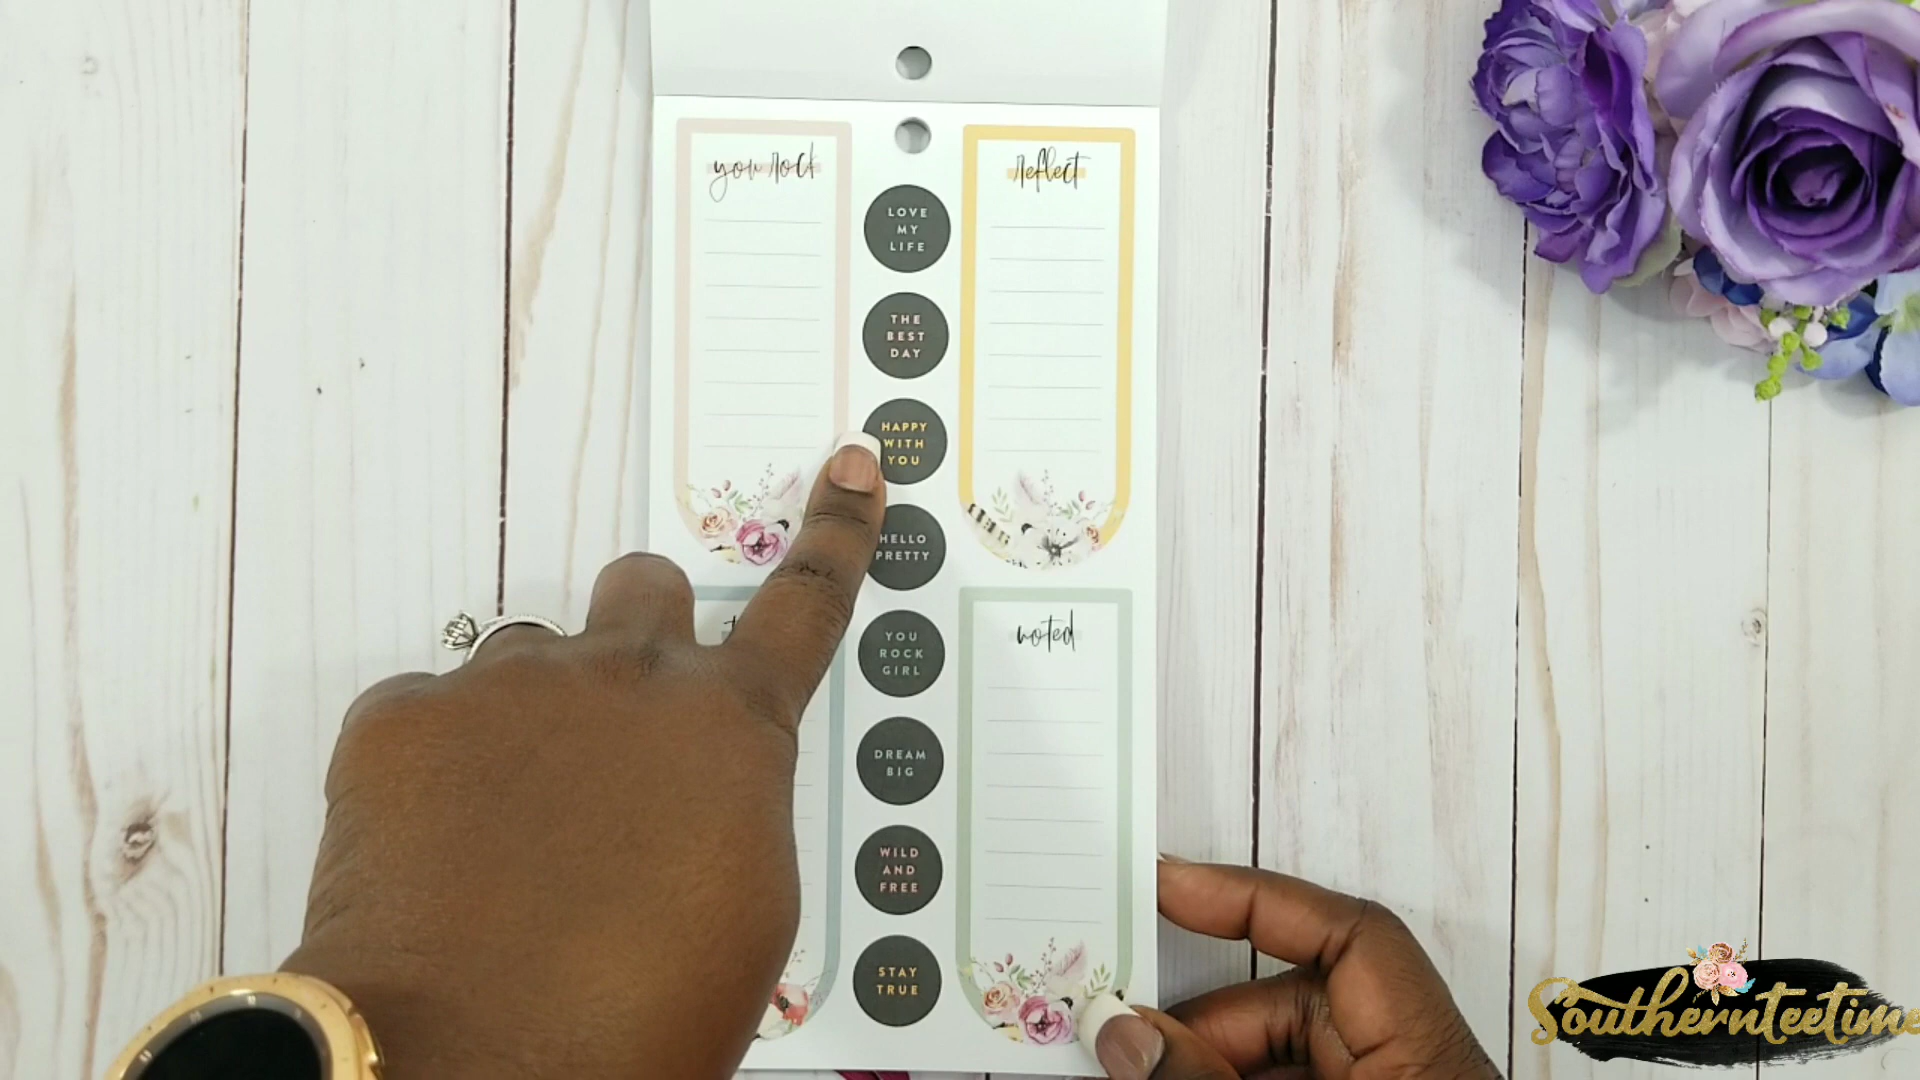 you rock
reflect
LOVE
MY
LIFE
THE
BEST
DAY
HAPPY
WITH
YOU
HELLO
PRETTY
YOU
ROCK
GIRL
noted
DREAM
BIG
WILD
AND
FREE
STAY
TRUE
Southernteetime